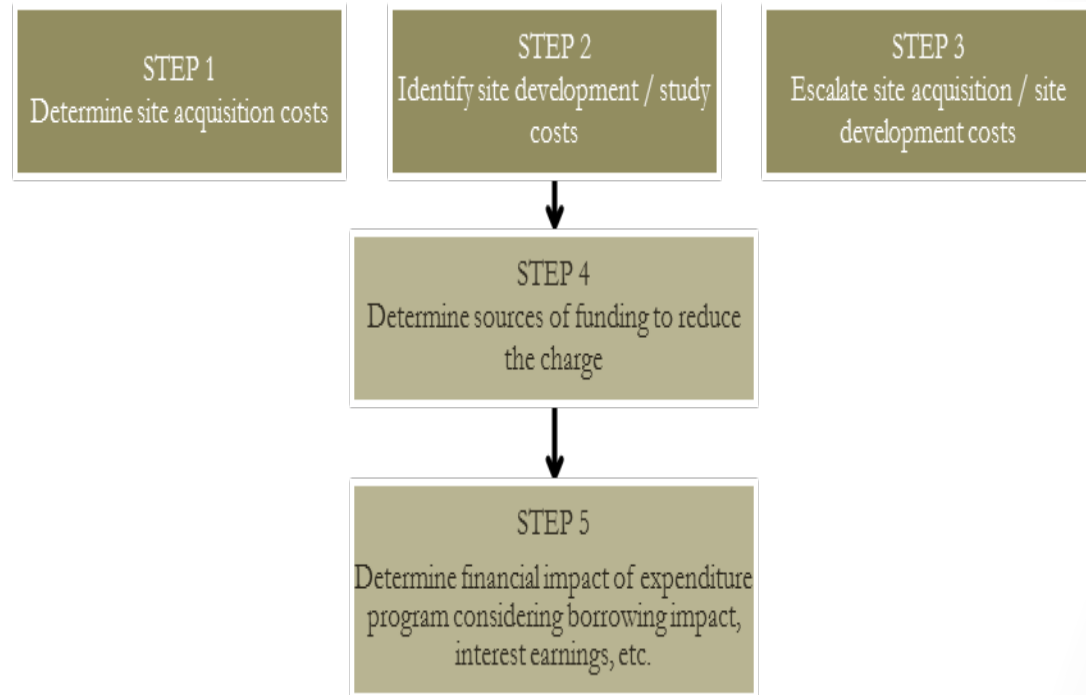 STEP 1
Determine site acquisition costs
STEP 2
Identify site development / study
costs
STEP 3
Escalate site acquisition / site
development costs
STEP 4
Determine sources of funding to reduce
the charge
STEP 5
Determine financial impact of expenditure
program considering borrowing impact,
interest earnings, etc.